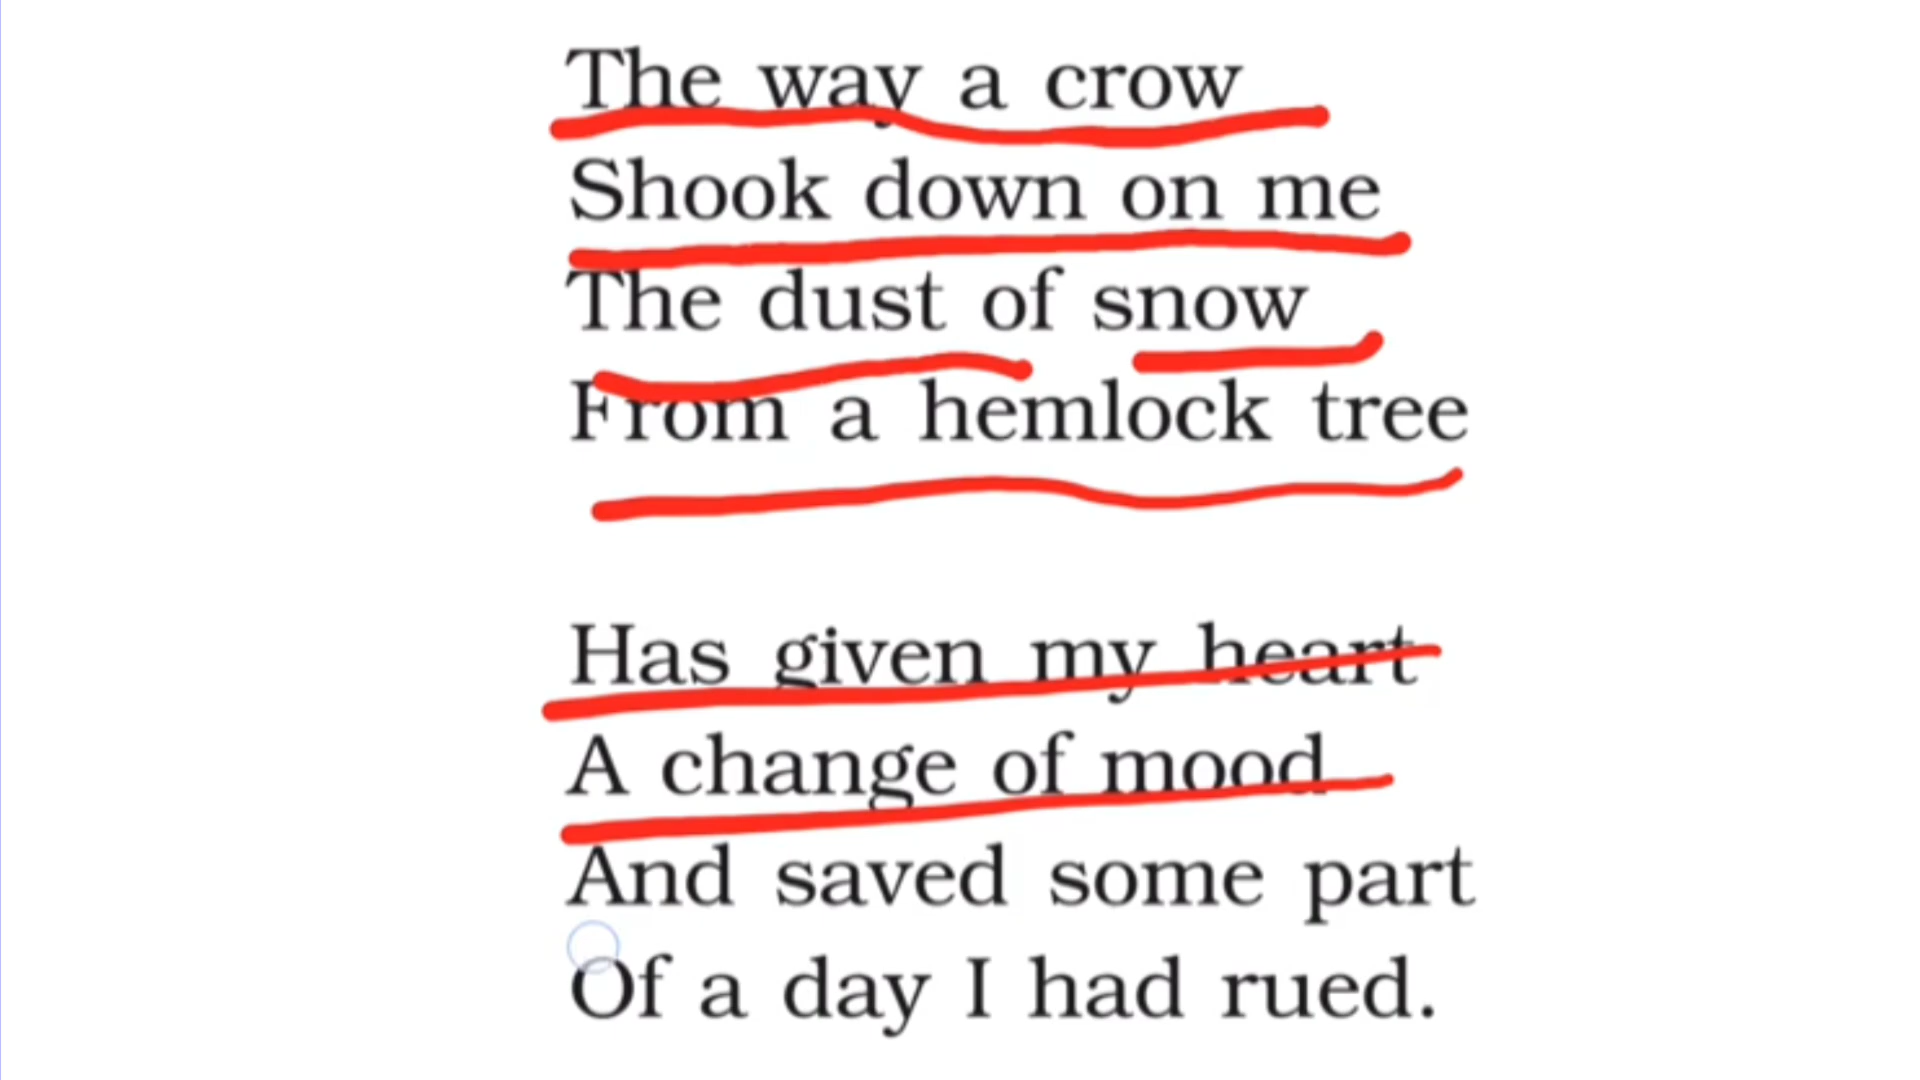 The way a crow
Shook down on me
The dust of snow
From a hemlock tree
Has given my heart
A change of mood
And saved some part
Of a day I had rued.